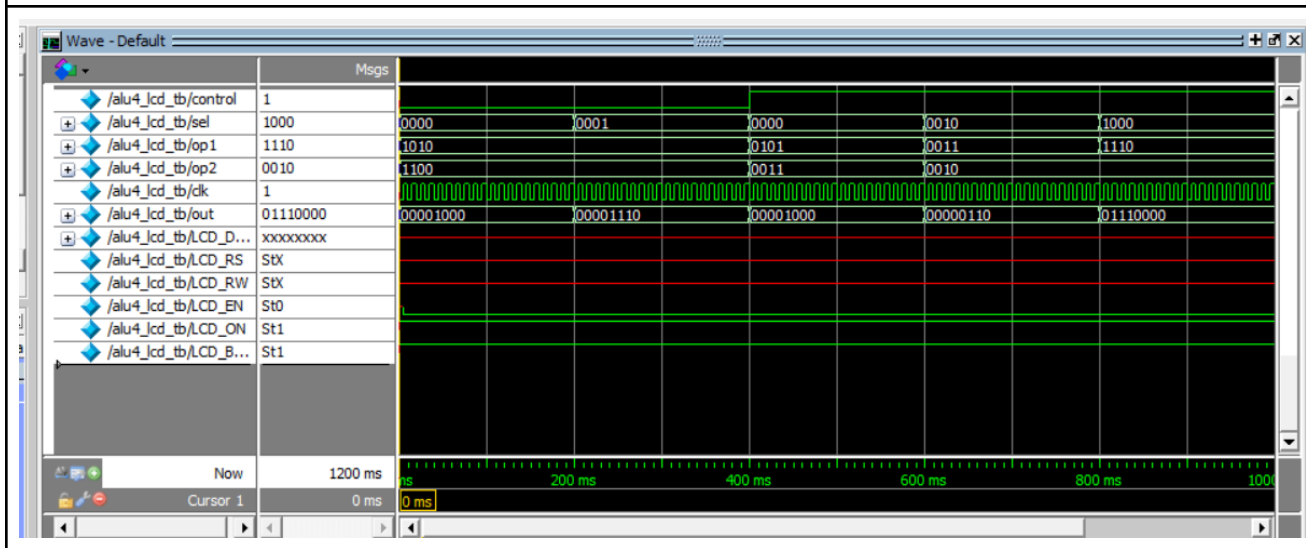 Wave - Default
Msgs
/alu4_lcd_tb/control 1
/alu4_lcd_tb/sel 1000 0000 0001 0000 0010 1000
/alu4_lcd_tb/op1 1110 1010 0101 0011 1110
/alu4_lcd_tb/op2 0010 1100 0011 0010
/alu4_lcd_tb/clk 1
/alu4_lcd_tb/out 01110000 00001000 00001110 00001000 00000110 01110000
/alu4_lcd_tb/LCD_D... xxxxxxxx
/alu4_lcd_tb/LCD_RS StX
/alu4_lcd_tb/LCD_RW StX
/alu4_lcd_tb/LCD_EN St0
/alu4_lcd_tb/LCD_ON St1
/alu4_lcd_tb/LCD_B... St1
Now 1200 ms ns 200 ms 400 ms 600 ms 800 ms
Cursor 1 0 ms 0 ms